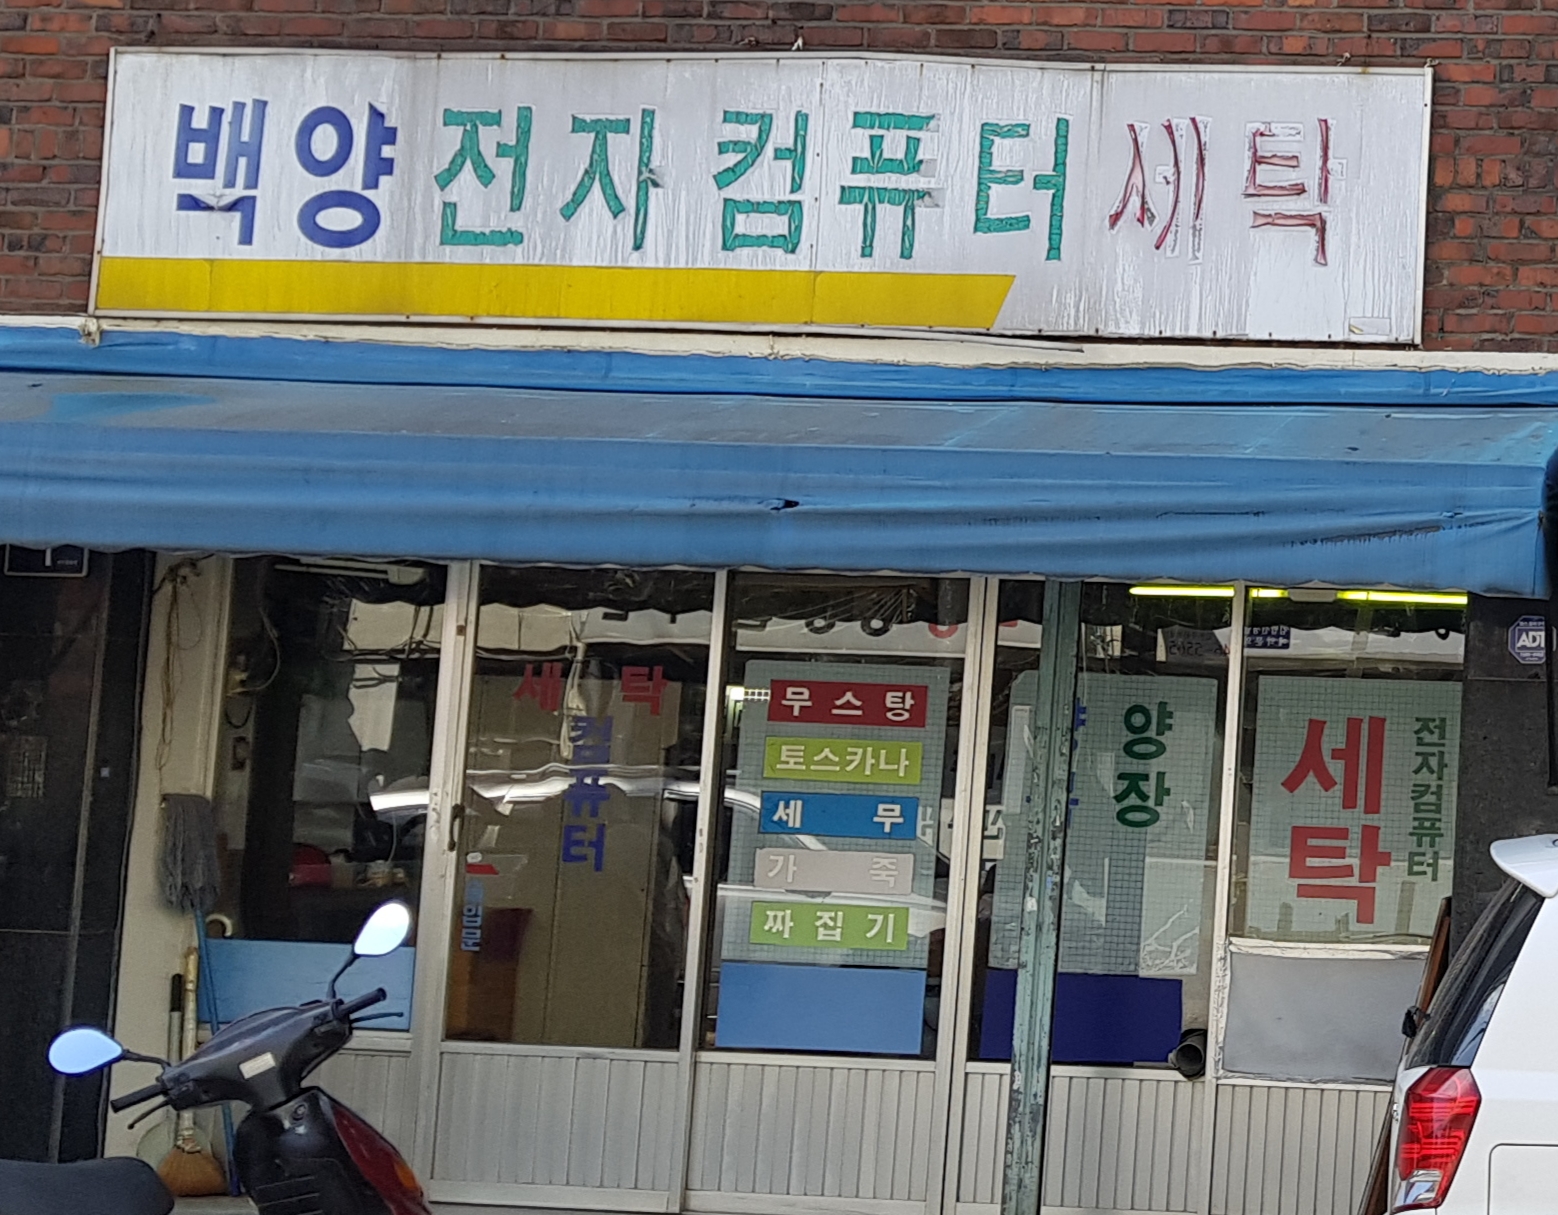 백양전자컴퓨터세탁
세탁
컴퓨터
무스탕
토스카나
세무
가죽
짜집기
양장
세탁
전자컴퓨터
ADT